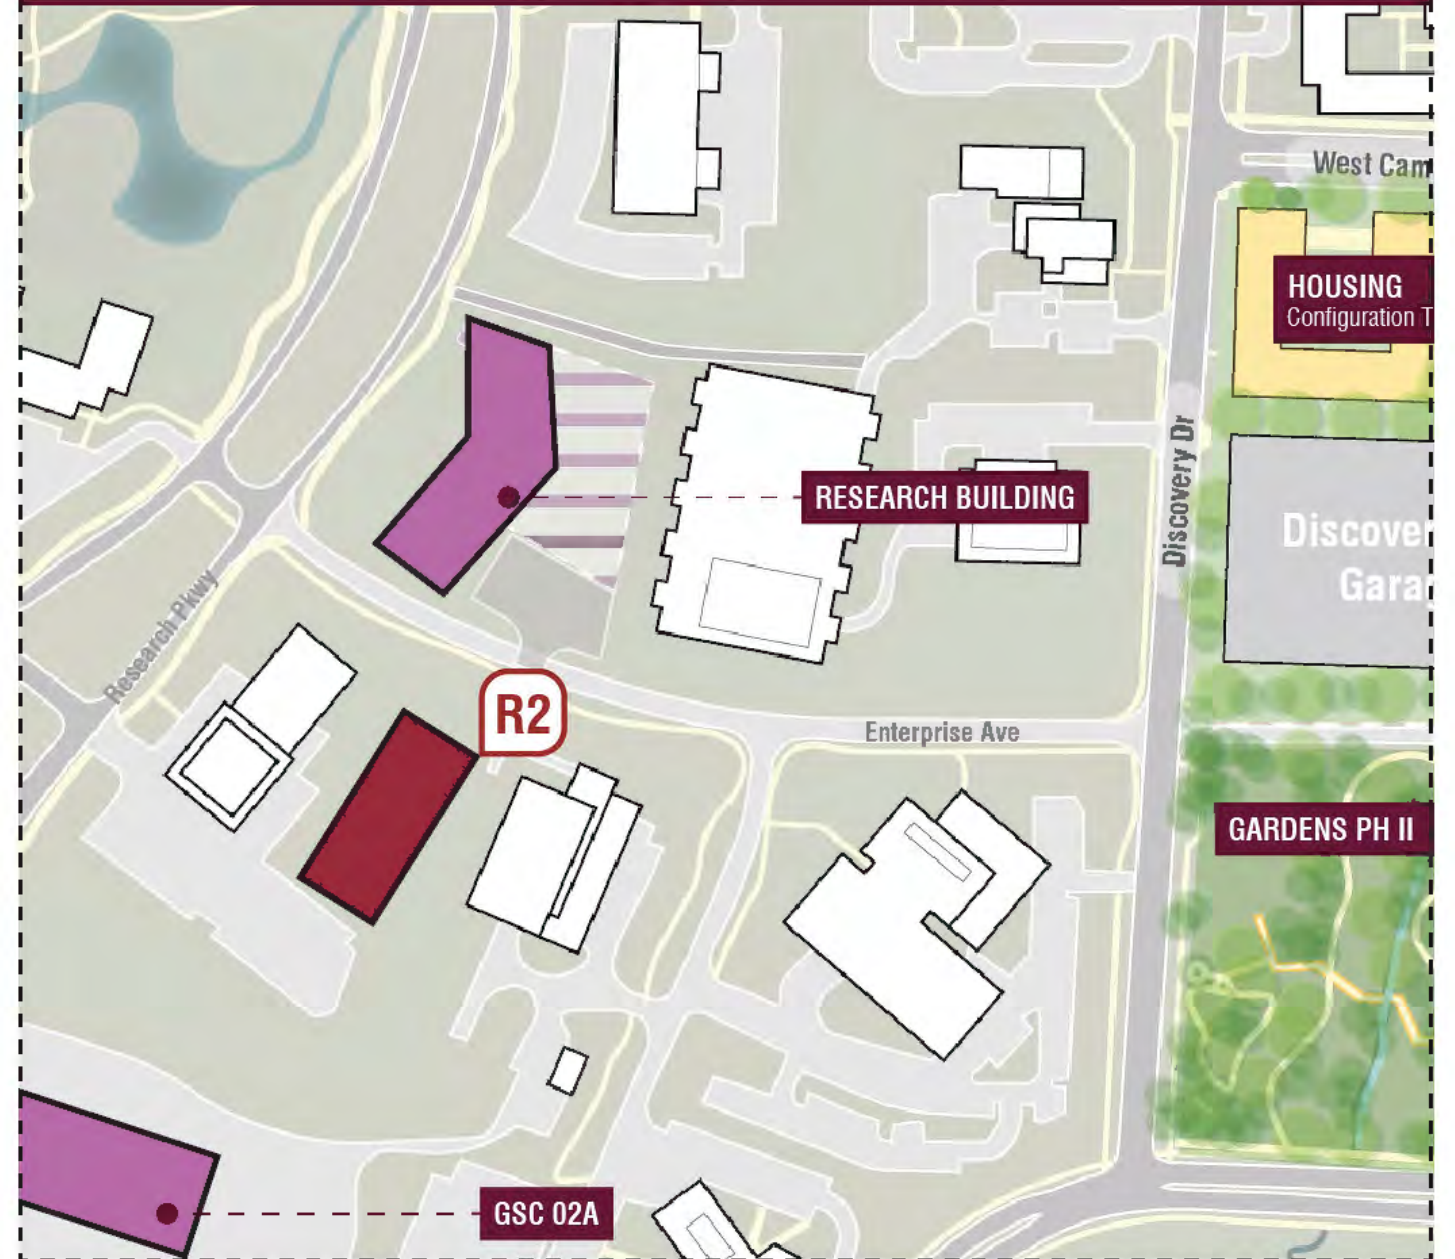 West Cam
HOUSING
Configuration T
RESEARCH BUILDING
Discovery Dr
Discover
Garag
Research Pkwy
R2
Enterprise Ave
GARDENS PH II
GSC 02A